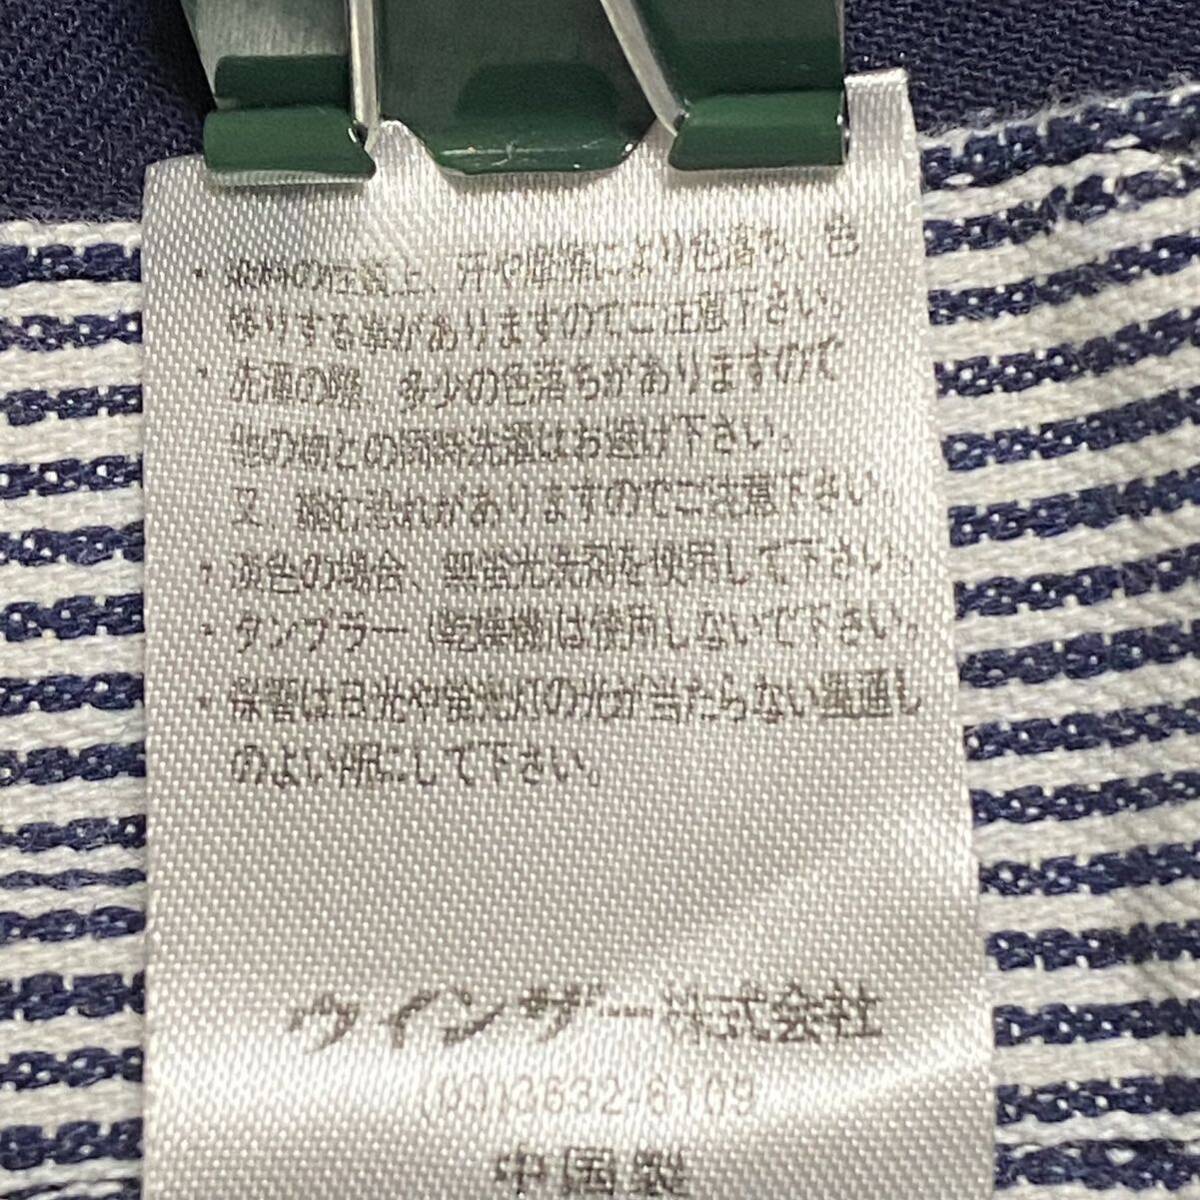 ・素材の性質上、汗や摩擦により色落ち、色
移りする事がありますのでご注意下さい。
・洗濯の際、多少の色落ちがありますので
他の物との同時洗濯はお避け下さい。
又、縮む恐れがありますのでご注意下さい。
・淡色の場合、無蛍光洗剤を使用して下さい。
・タンブラー(乾燥機)は使用しないで下さい。
・保管は日光や蛍光灯の光が当たらない風通し
のよい所にして下さい。
ウインザー株式会社
(03)3632-6109
中国製